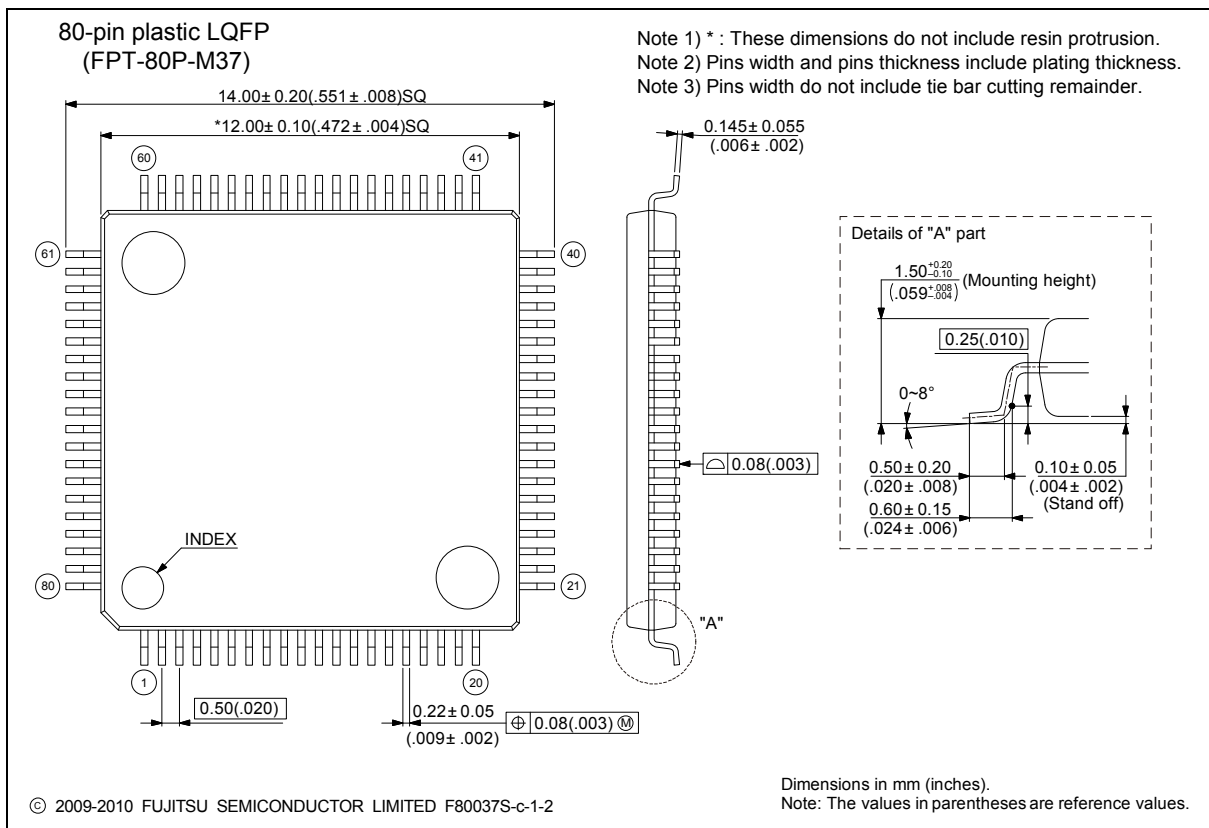 80-pin plastic LQFP
(FPT-80P-M37)
Note 1) * : These dimensions do not include resin protrusion.
Note 2) Pins width and pins thickness include plating thickness.
Note 3) Pins width do not include tie bar cutting remainder.
14.00± 0.20(.551± .008)SQ
*12.00± 0.10(.472± .004)SQ
0.145± 0.055
(.006± .002)
60
41
61
40
Details of "A" part
1.50 +0.20 -0.10
(.059 +.008 -.004)
(Mounting height)
0.25(.010)
0~8°
0.08(.003)
0.50± 0.20
(.020± .008)
0.10± 0.05
(.004± .002)
(Stand off)
0.60± 0.15
(.024± .006)
INDEX
80
21
"A"
1
20
0.50(.020)
0.22± 0.05
(.009± .002)
⌖ 0.08(.003) Ⓜ
© 2009-2010 FUJITSU SEMICONDUCTOR LIMITED F80037S-c-1-2
Dimensions in mm (inches).
Note: The values in parentheses are reference values.